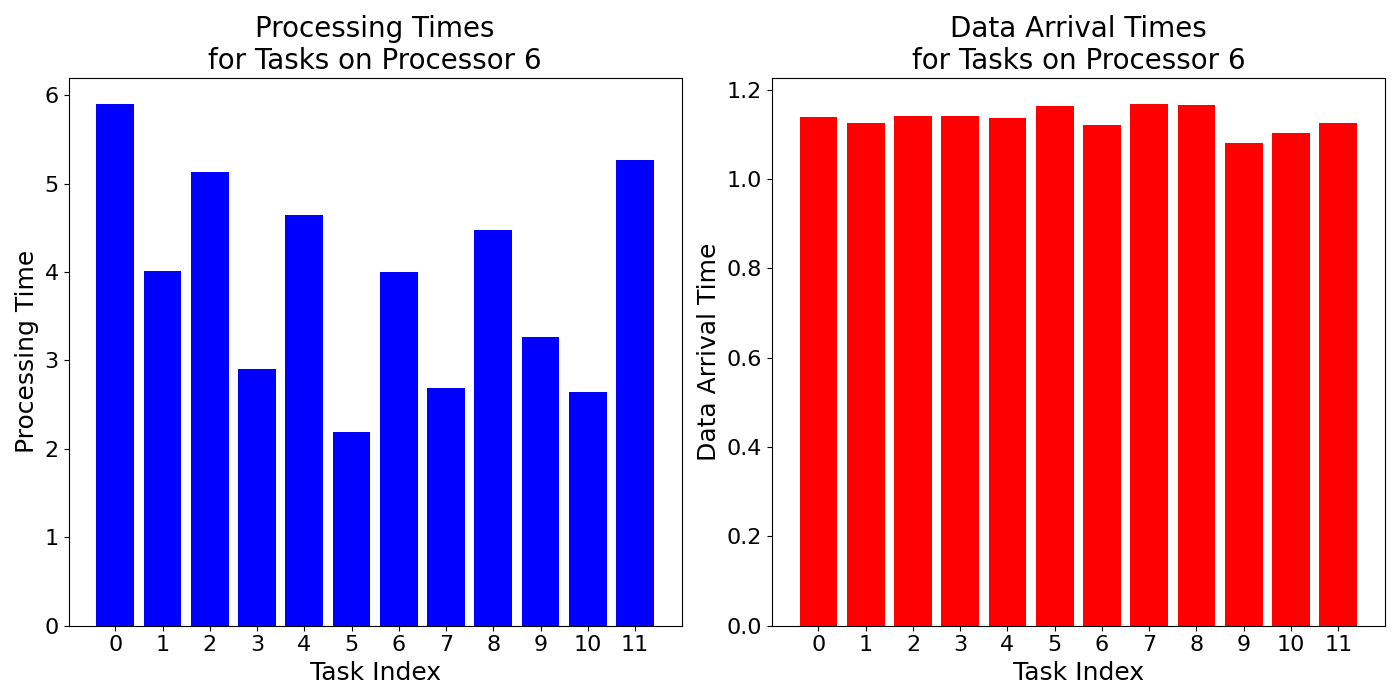 Processing Times
for Tasks on Processor 6
Processing Time
6
5
4
3
2
1
0
0 1 2 3 4 5 6 7 8 9 10 11
Task Index
Data Arrival Times
for Tasks on Processor 6
Data Arrival Time
1.2
1.0
0.8
0.6
0.4
0.2
0.0
0 1 2 3 4 5 6 7 8 9 10 11
Task Index